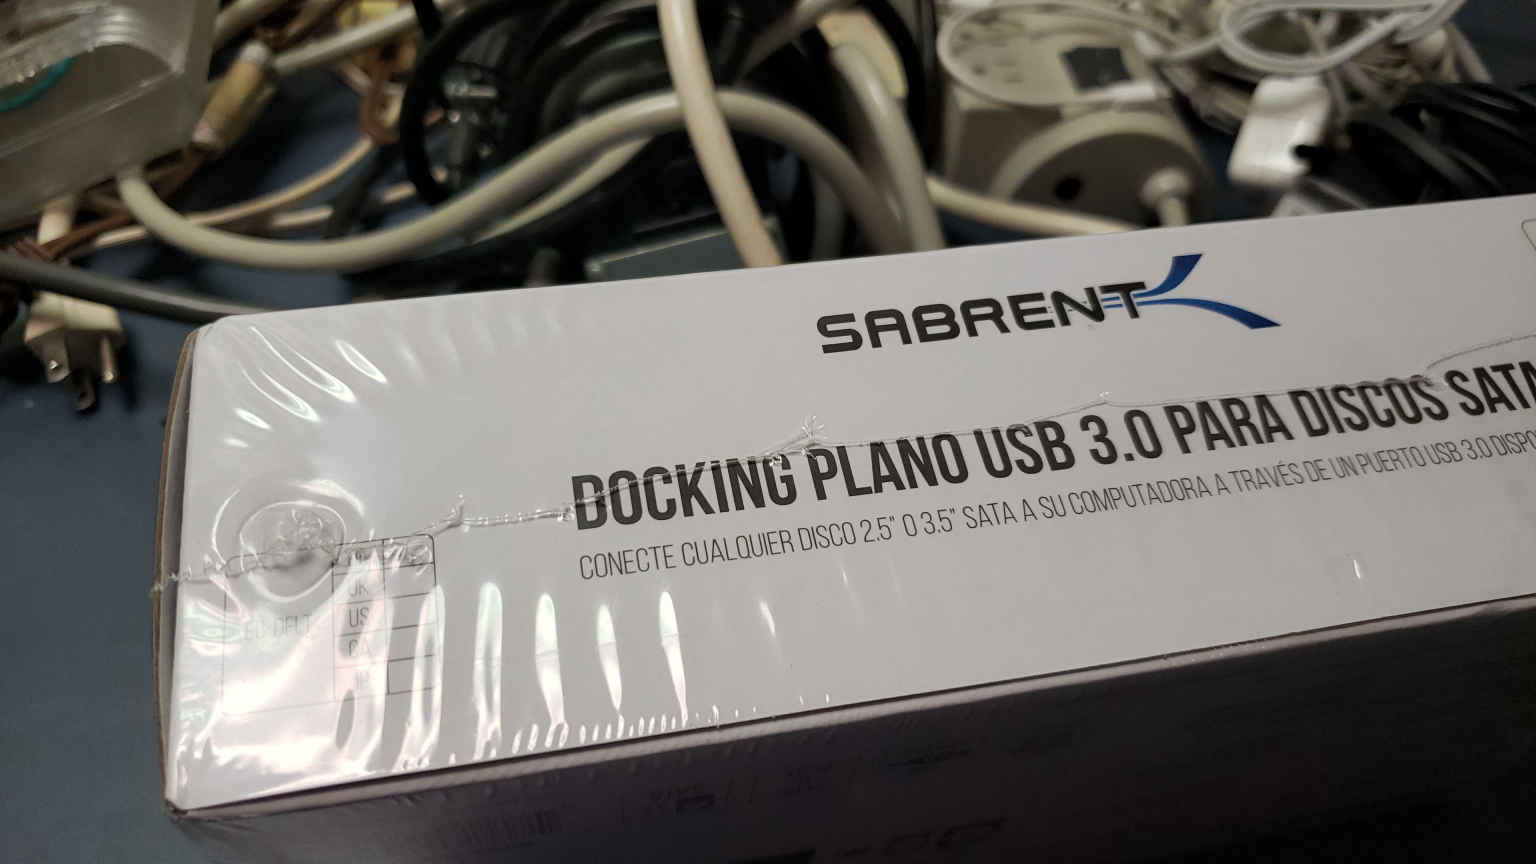 SABRENT
DOCKING PLANO USB 3.0 PARA DISCOS SATA
CONECTE CUALQUIER DISCO 2.5" O 3.5" SATA A SU COMPUTADORA A TRAVÉS DE UN PUERTO USB 3.0
UK
US
CA